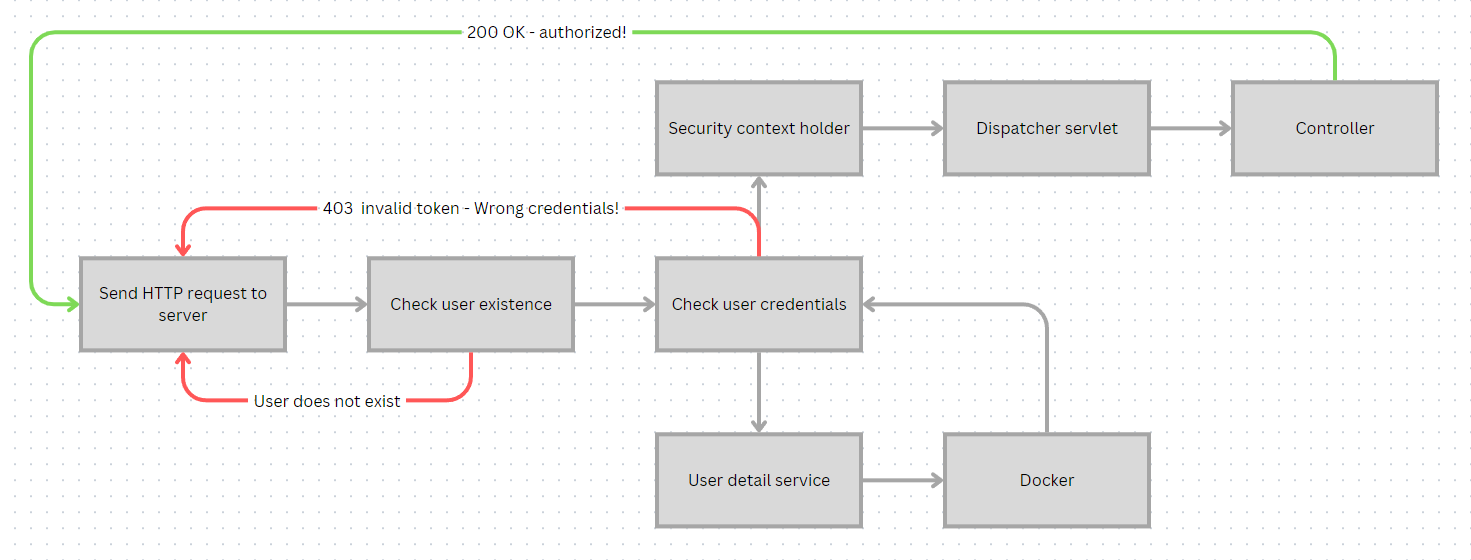 200 OK - authorized!
Security context holder
Dispatcher servlet
Controller
403  invalid token - Wrong credentials!
Send HTTP request to
server
Check user existence
Check user credentials
User does not exist
User detail service
Docker